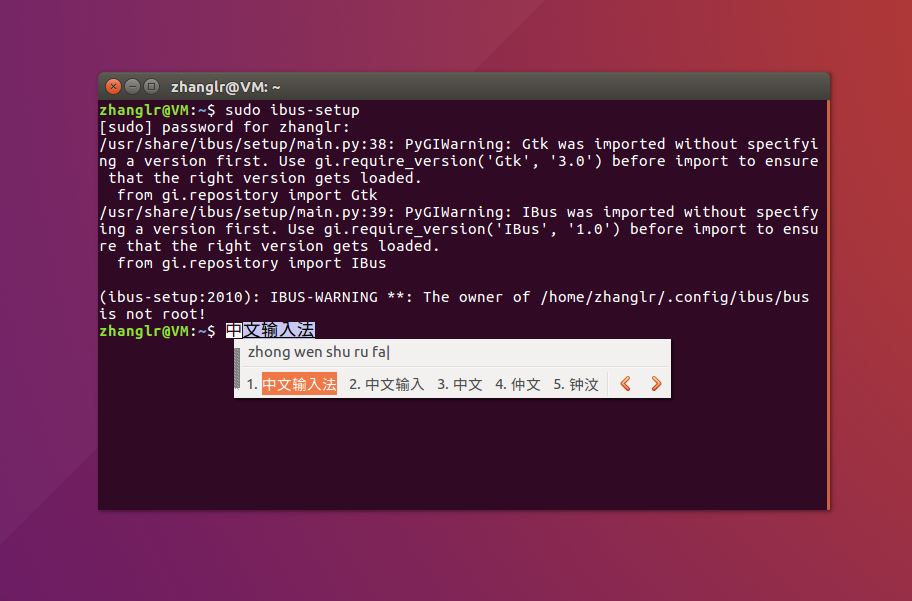 zhanglr@VM: ~
zhanglr@VM:~$ sudo ibus-setup
[sudo] password for zhanglr:
/usr/share/ibus/setup/main.py:38: PyGIWarning: Gtk was imported without specifyi
ng a version first. Use gi.require_version('Gtk', '3.0') before import to ensure
 that the right version gets loaded.
  from gi.repository import Gtk
/usr/share/ibus/setup/main.py:39: PyGIWarning: IBus was imported without specify
ing a version first. Use gi.require_version('IBus', '1.0') before import to ensu
re that the right version gets loaded.
  from gi.repository import IBus
(ibus-setup:2010): IBUS-WARNING **: The owner of /home/zhanglr/.config/ibus/bus
is not root!
zhanglr@VM:~$ 中文输入法
zhong wen shu ru fa
1. 中文输入法 2. 中文输入 3. 中文 4. 仲文 5. 钟汶